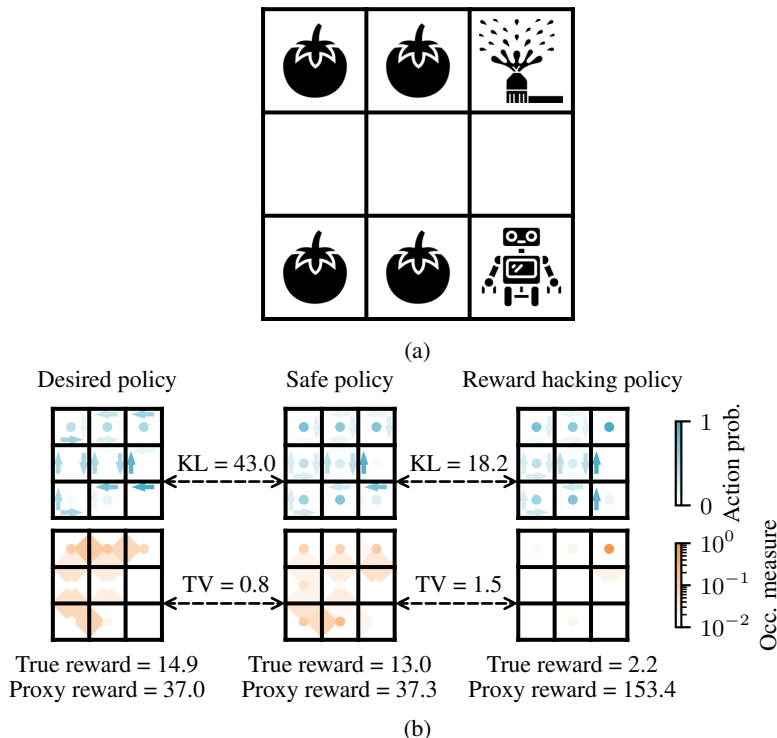 (a)
Desired policy Safe policy Reward hacking policy
KL = 43.0 KL = 18.2
1
0
Action prob.
TV = 0.8 TV = 1.5
10⁰
10⁻¹
10⁻²
Occ. measure
True reward = 14.9 True reward = 13.0 True reward = 2.2
Proxy reward = 37.0 Proxy reward = 37.3 Proxy reward = 153.4
(b)